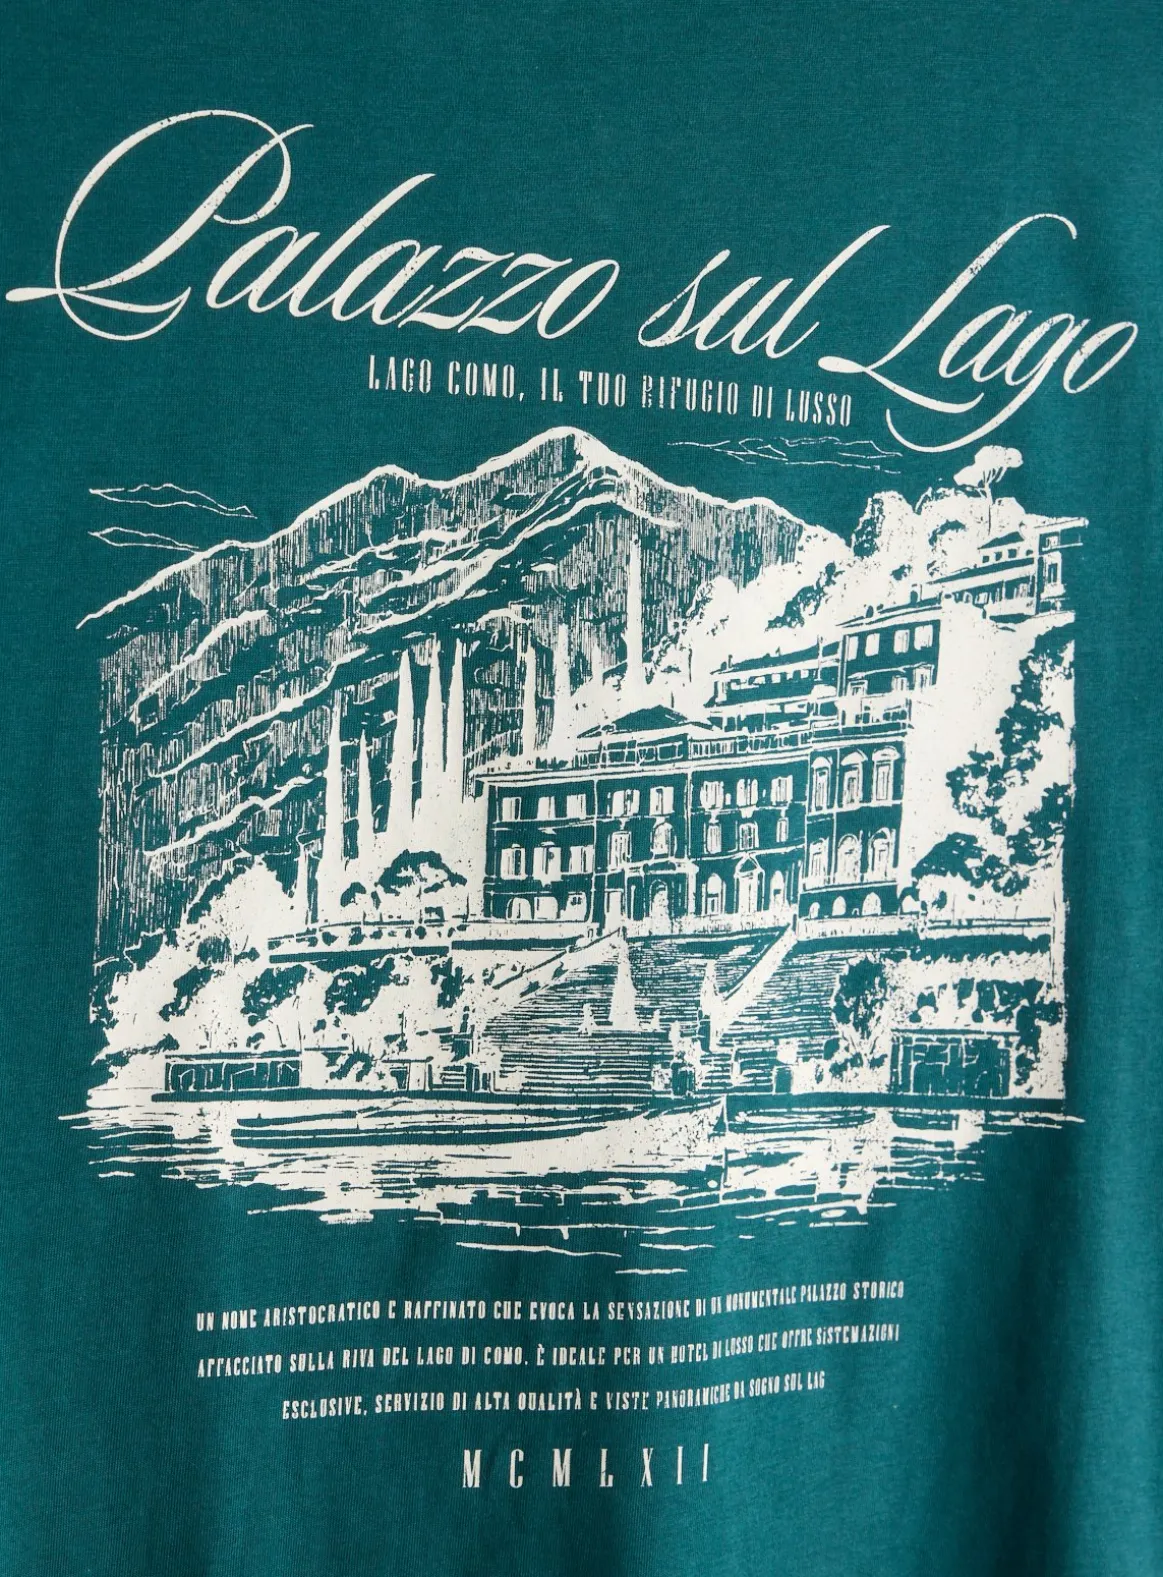 Palazzo sul Lago
LAGO COMO, IL TUO RIFUGIO DI LUSSO
UN NOME ARISTOCRATICO E RAFFINATO CHE EVOCA LA SENSAZIONE DI UN MONUMENTALE PALAZZO STORICO
AFFACCIATO SULLA RIVA DEL LAGO DI COMO. È IDEALE PER UN HOTEL DI LUSSO CHE OFFRE SISTEMAZIONI
ESCLUSIVE, SERVIZIO DI ALTA QUALITÀ E VISTE PANORAMICHE DA SOGNO SUL LAG
MCMLXII